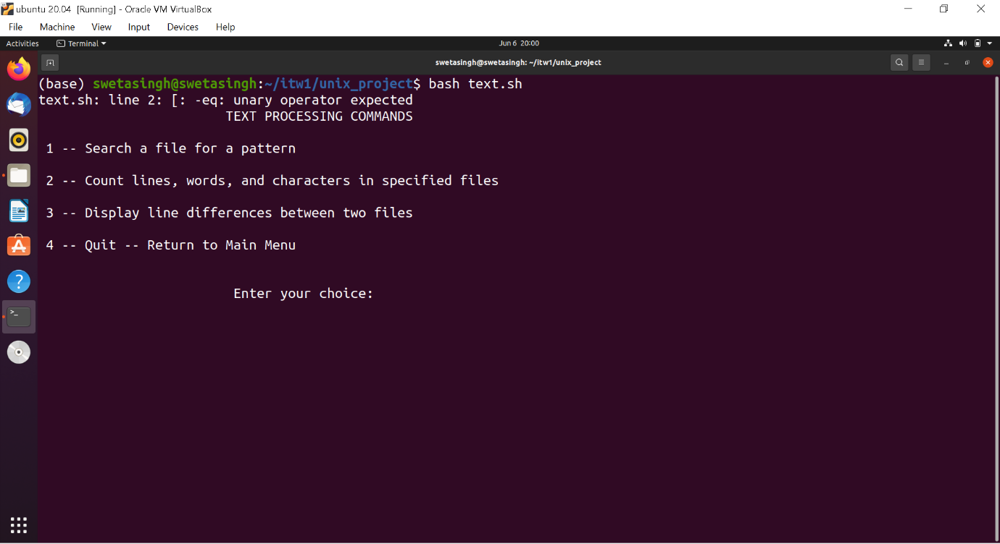 ubuntu 20.04 [Running] - Oracle VM VirtualBox
File Machine View Input Devices Help
Activities Terminal Jun 6 20:00
swetasingh@swetasingh: ~/itw1/unix_project
(base) swetasingh@swetasingh:~/itw1/unix_project$ bash text.sh
text.sh: line 2: [: -eq: unary operator expected
TEXT PROCESSING COMMANDS
1 -- Search a file for a pattern
2 -- Count lines, words, and characters in specified files
3 -- Display line differences between two files
4 -- Quit -- Return to Main Menu
Enter your choice: